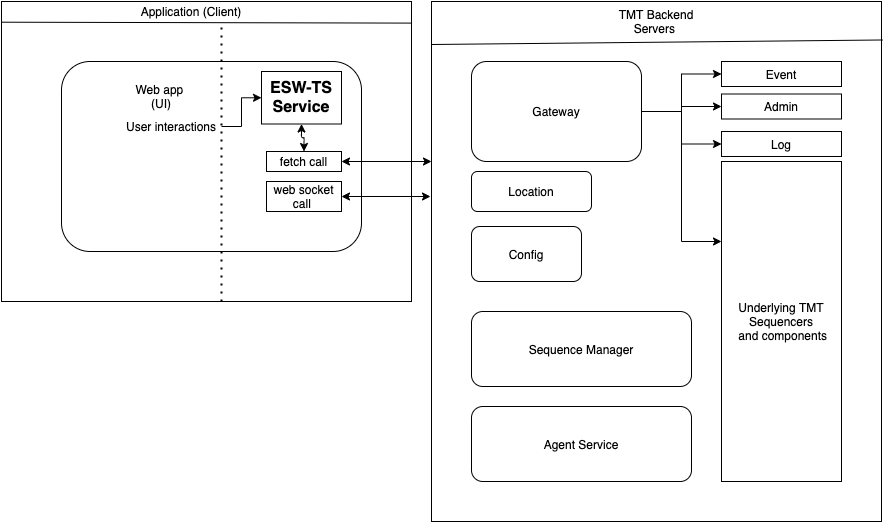 Application (Client)
Web app
(UI)
User interactions
ESW-TS
Service
fetch call
web socket
call
TMT Backend
Servers
Gateway
Event
Admin
Log
Location
Config
Underlying TMT
Sequencers
and components
Sequence Manager
Agent Service